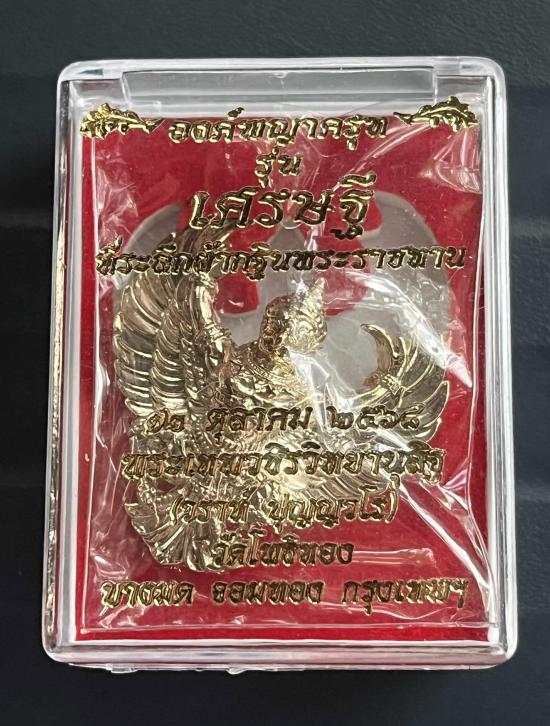 องค์พญาครุฑ
รุ่น
เศรษฐี
ที่ระลึกผ้ากฐินพระราชทาน
๑๒ ตุลาคม ๒๕๖๘
พระเทพวชิรวิทยานุสิฐ
(วราห์ ปุญญวโร)
วัดโพธิทอง
บางมด จอมทอง กรุงเทพฯ